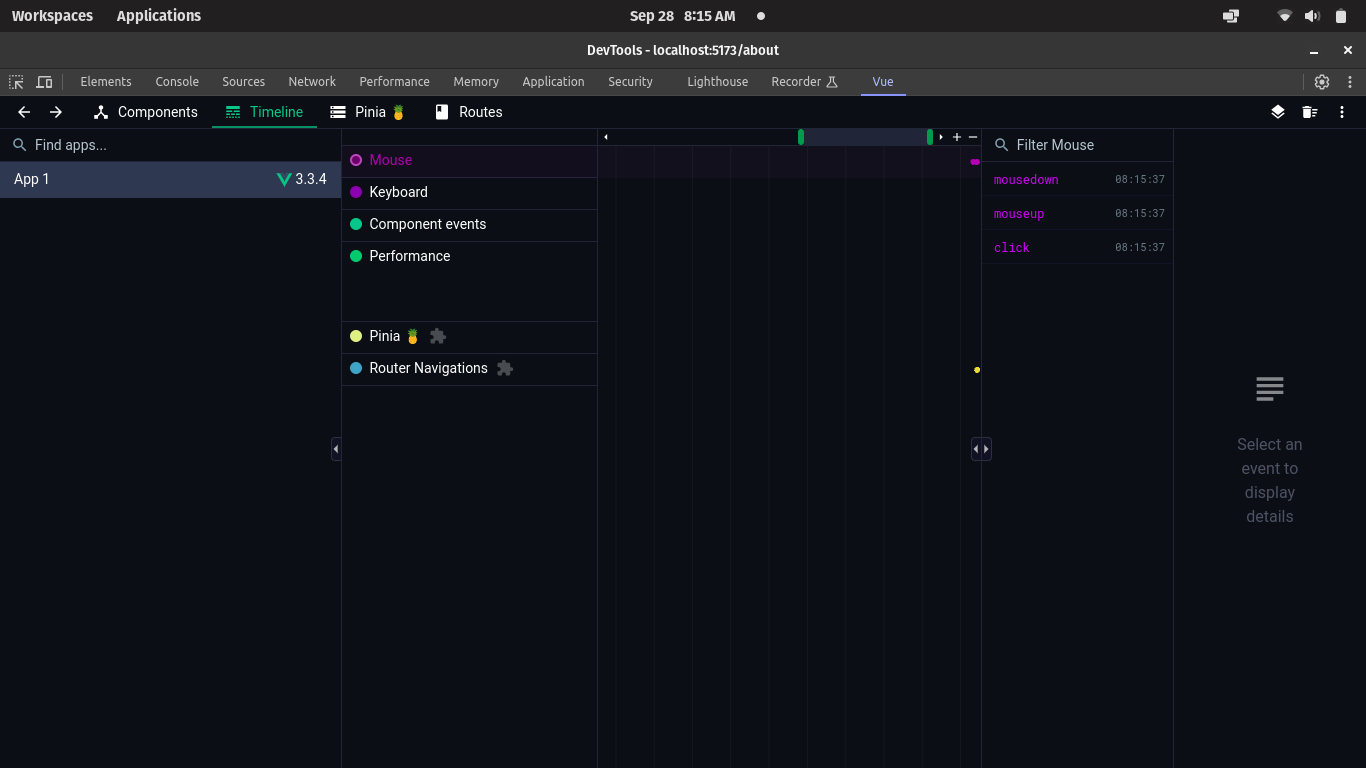 Workspaces Applications Sep 28 8:15 AM
DevTools - localhost:5173/about
Elements Console Sources Network Performance Memory Application Security Lighthouse Recorder Vue
Components Timeline Pinia 🍍 Routes
Find apps...
App 1 3.3.4
Mouse
Keyboard
Component events
Performance
Pinia 🍍
Router Navigations
Filter Mouse
mousedown 08:15:37
mouseup 08:15:37
click 08:15:37
Select an
event to
display
details